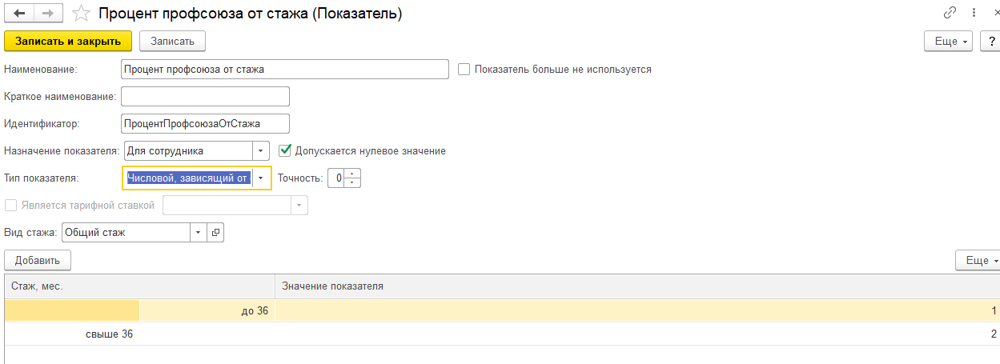 Процент профсоюза от стажа (Показатель)
Записать и закрыть Записать Еще ?
Наименование: Процент профсоюза от стажа Показатель больше не используется
Краткое наименование:
Идентификатор: ПроцентПрофсоюзаОтСтажа
Назначение показателя: Для сотрудника Допускается нулевое значение
Тип показателя: Числовой, зависящий от Точность: 0
Является тарифной ставкой
Вид стажа: Общий стаж
Добавить Еще
Стаж, мес. Значение показателя
до 36 1
свыше 36 2